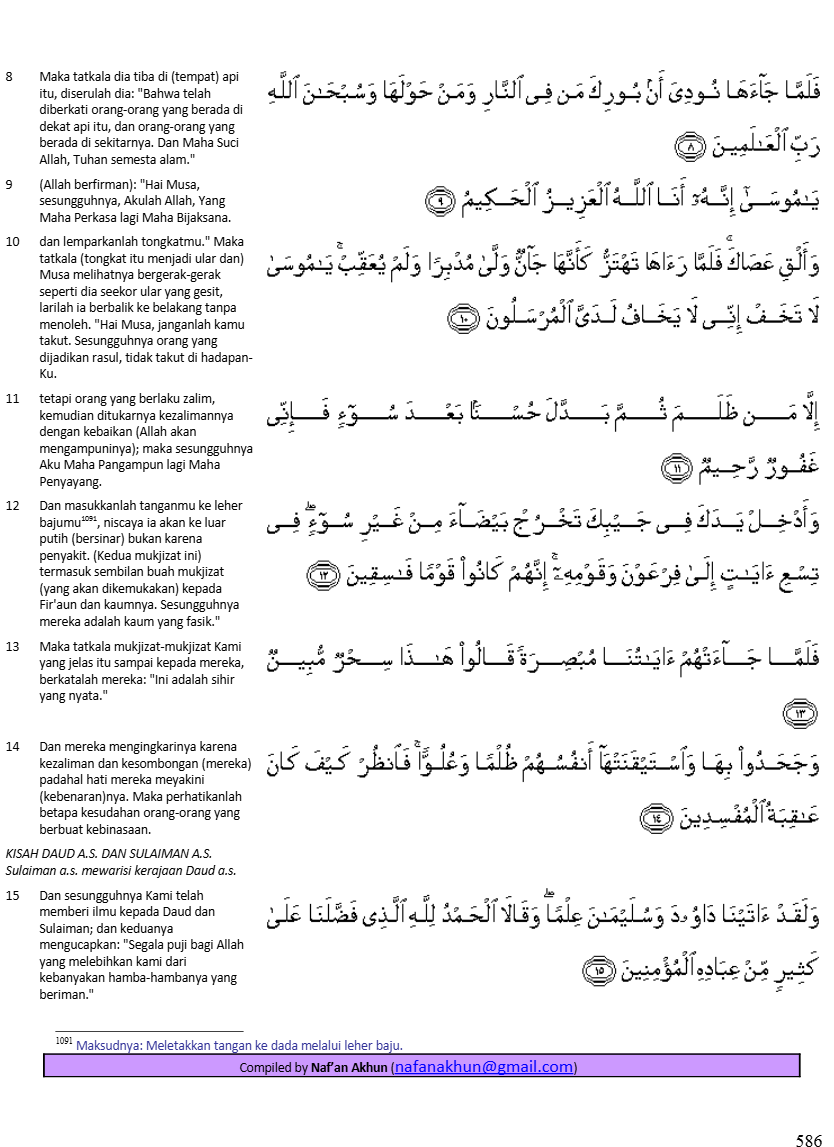 8 Maka tatkala dia tiba di (tempat) api
itu, diserulah dia: "Bahwa telah
diberkati orang-orang yang berada di
dekat api itu, dan orang-orang yang
berada di sekitarnya. Dan Maha Suci
Allah, Tuhan semesta alam."
فَلَمَّا جَآءَهَا نُودِىَ أَنۢ بُورِكَ مَن فِى ٱلنَّارِ وَمَنْ حَوْلَهَا وَسُبْحَـٰنَ ٱللَّهِ
رَبِّ ٱلْعَـٰلَمِينَ ٨
9 (Allah berfirman): "Hai Musa,
sesungguhnya, Akulah Allah, Yang
Maha Perkasa lagi Maha Bijaksana.
يَـٰمُوسَىٰٓ إِنَّهُۥٓ أَنَا ٱللَّهُ ٱلْعَزِيزُ ٱلْحَكِيمُ ٩
10 dan lemparkanlah tongkatmu." Maka
tatkala (tongkat itu menjadi ular dan)
Musa melihatnya bergerak-gerak
seperti dia seekor ular yang gesit,
larilah ia berbalik ke belakang tanpa
menoleh. "Hai Musa, janganlah kamu
takut. Sesungguhnya orang yang
dijadikan rasul, tidak takut di hadapan-
Ku.
وَأَلْقِ عَصَاكَ ۚ فَلَمَّا رَءَاهَا تَهْتَزُّ كَأَنَّهَا جَآنٌّ وَلَّىٰ مُدْبِرًا وَلَمْ يُعَقِّبْ ۚ يَـٰمُوسَىٰ
لَا تَخَفْ إِنِّى لَا يَخَافُ لَدَىَّ ٱلْمُرْسَلُونَ ١٠
11 tetapi orang yang berlaku zalim,
kemudian ditukarnya kezalimannya
dengan kebaikan (Allah akan
mengampuninya); maka sesungguhnya
Aku Maha Pangampun lagi Maha
Penyayang.
إِلَّا مَن ظَلَمَ ثُمَّ بَدَّلَ حُسْنًۢا بَعْدَ سُوٓءٍ فَإِنِّى
غَفُورٌ رَّحِيمٌ ١١
12 Dan masukkanlah tanganmu ke leher
bajumu1091, niscaya ia akan ke luar
putih (bersinar) bukan karena
penyakit. (Kedua mukjizat ini)
termasuk sembilan buah mukjizat
(yang akan dikemukakan) kepada
Fir'aun dan kaumnya. Sesungguhnya
mereka adalah kaum yang fasik."
وَأَدْخِلْ يَدَكَ فِى جَيْبِكَ تَخْرُجْ بَيْضَآءَ مِنْ غَيْرِ سُوٓءٍ ۖ فِى
تِسْعِ ءَايَـٰتٍ إِلَىٰ فِرْعَوْنَ وَقَوْمِهِۦٓ ۚ إِنَّهُمْ كَانُوا۟ قَوْمًا فَـٰسِقِينَ ١٢
13 Maka tatkala mukjizat-mukjizat Kami
yang jelas itu sampai kepada mereka,
berkatalah mereka: "Ini adalah sihir
yang nyata."
فَلَمَّا جَآءَتْهُمْ ءَايَـٰتُنَا مُبْصِرَةً قَالُوا۟ هَـٰذَا سِحْرٌ مُّبِينٌ
١٣
14 Dan mereka mengingkarinya karena
kezaliman dan kesombongan (mereka)
padahal hati mereka meyakini
(kebenaran)nya. Maka perhatikanlah
betapa kesudahan orang-orang yang
berbuat kebinasaan.
وَجَحَدُوا۟ بِهَا وَٱسْتَيْقَنَتْهَآ أَنفُسُهُمْ ظُلْمًا وَعُلُوًّا ۚ فَٱنظُرْ كَيْفَ كَانَ
عَـٰقِبَةُ ٱلْمُفْسِدِينَ ١٤
KISAH DAUD A.S. DAN SULAIMAN A.S.
Sulaiman a.s. mewarisi kerajaan Daud a.s.
15 Dan sesungguhnya Kami telah
memberi ilmu kepada Daud dan
Sulaiman; dan keduanya
mengucapkan: "Segala puji bagi Allah
yang melebihkan kami dari
kebanyakan hamba-hambanya yang
beriman."
وَلَقَدْ ءَاتَيْنَا دَاوُۥدَ وَسُلَيْمَـٰنَ عِلْمًا ۖ وَقَالَا ٱلْحَمْدُ لِلَّهِ ٱلَّذِى فَضَّلَنَا عَلَىٰ
كَثِيرٍ مِّنْ عِبَادِهِ ٱلْمُؤْمِنِينَ ١٥
1091 Maksudnya: Meletakkan tangan ke dada melalui leher baju.
Compiled by Naf’an Akhun (nafanakhun@gmail.com)
586